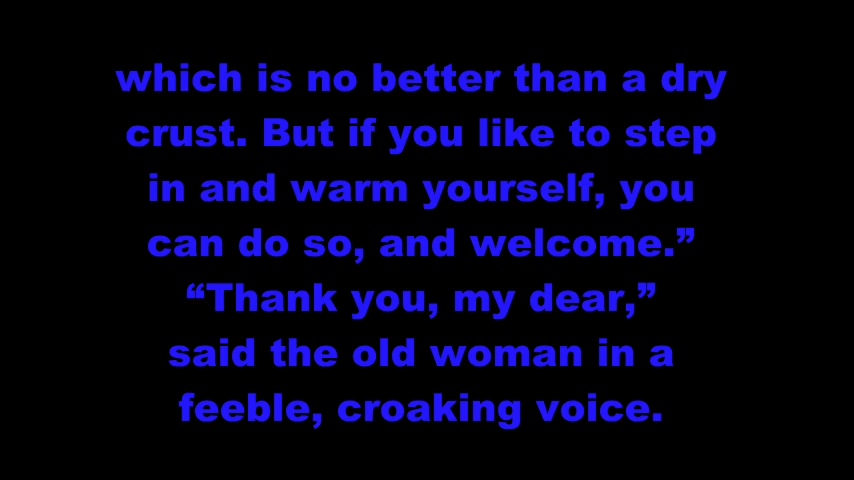 which is no better than a dry
crust. But if you like to step
in and warm yourself, you
can do so, and welcome.”
“Thank you, my dear,”
said the old woman in a
feeble, croaking voice.